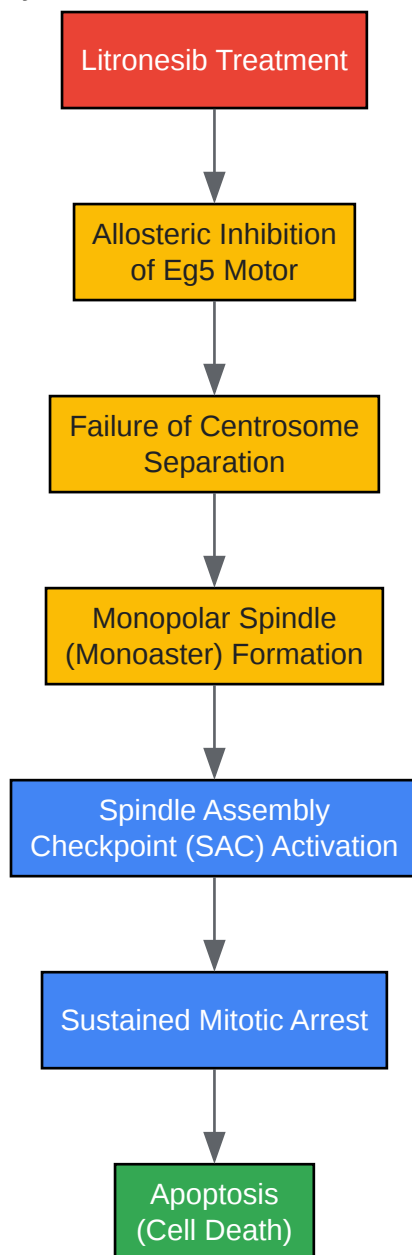 Litronesib Treatment
Allosteric Inhibition
of Eg5 Motor
Failure of Centrosome
Separation
Monopolar Spindle
(Monoaster) Formation
Spindle Assembly
Checkpoint (SAC) Activation
Sustained Mitotic Arrest
Apoptosis
(Cell Death)